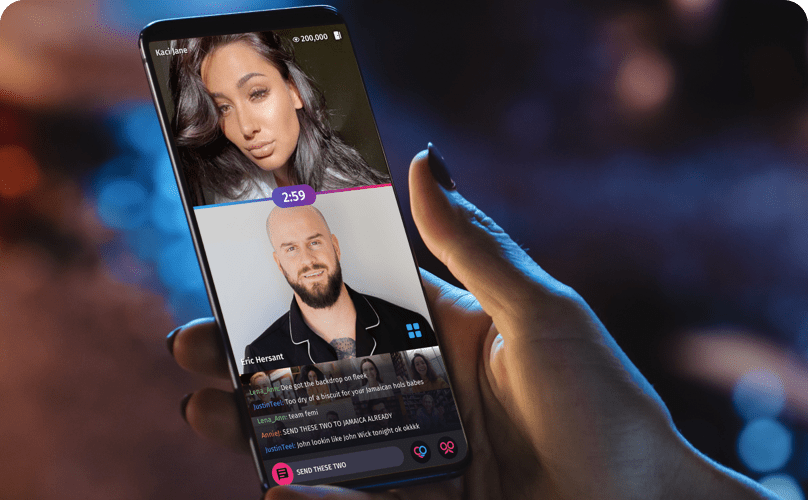 Kaci Jane
200,000
2:59
Eric Hersant
Lena_Ann: Dee got the backdrop on fleek
JustinTeel: Too dry of a biscuit for your Jamaican hols babes
Lena_Ann: team femi
Anniel: SEND THESE TWO TO JAMAICA ALREADY
JustinTeel: John lookin like John Wick tonight ok okkkk
SEND THESE TWO